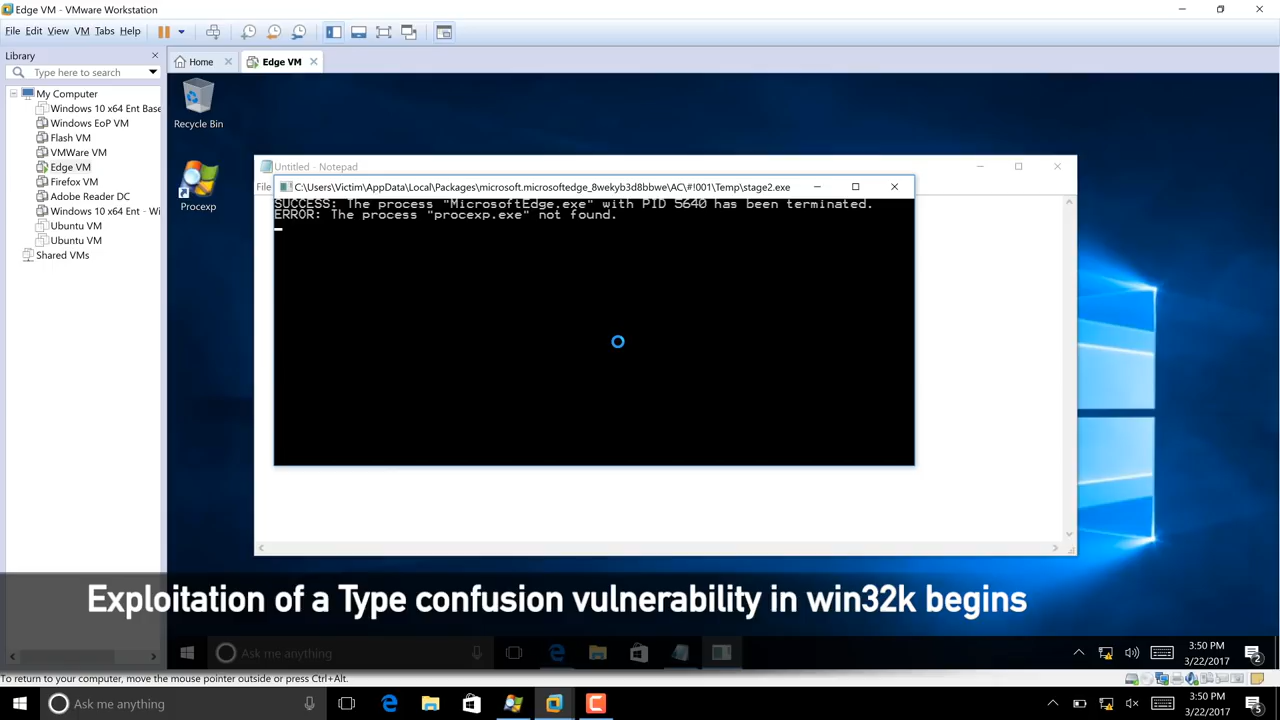 Edge VM - VMware Workstation
File Edit View VM Tabs Help
Library
Type here to search
Home
Edge VM
My Computer
Windows 10 x64 Ent Base
Windows EoP VM
Flash VM
VMWare VM
Edge VM
Firefox VM
Adobe Reader DC
Windows 10 x64 Ent - Wi
Ubuntu VM
Ubuntu VM
Shared VMs
Recycle Bin
Procexp
Untitled - Notepad
File
C:\Users\Victim\AppData\Local\Packages\microsoft.microsoftedge_8wekyb3d8bbwe\AC\#!001\Temp\stage2.exe
SUCCESS: The process "MicrosoftEdge.exe" with PID 5640 has been terminated.
ERROR: The process "procexp.exe" not found.
Exploitation of a Type confusion vulnerability in win32k begins
Ask me anything
3:50 PM
3/22/2017
2
To return to your computer, move the mouse pointer outside or press Ctrl+Alt.
Ask me anything
3:50 PM
3/22/2017
5